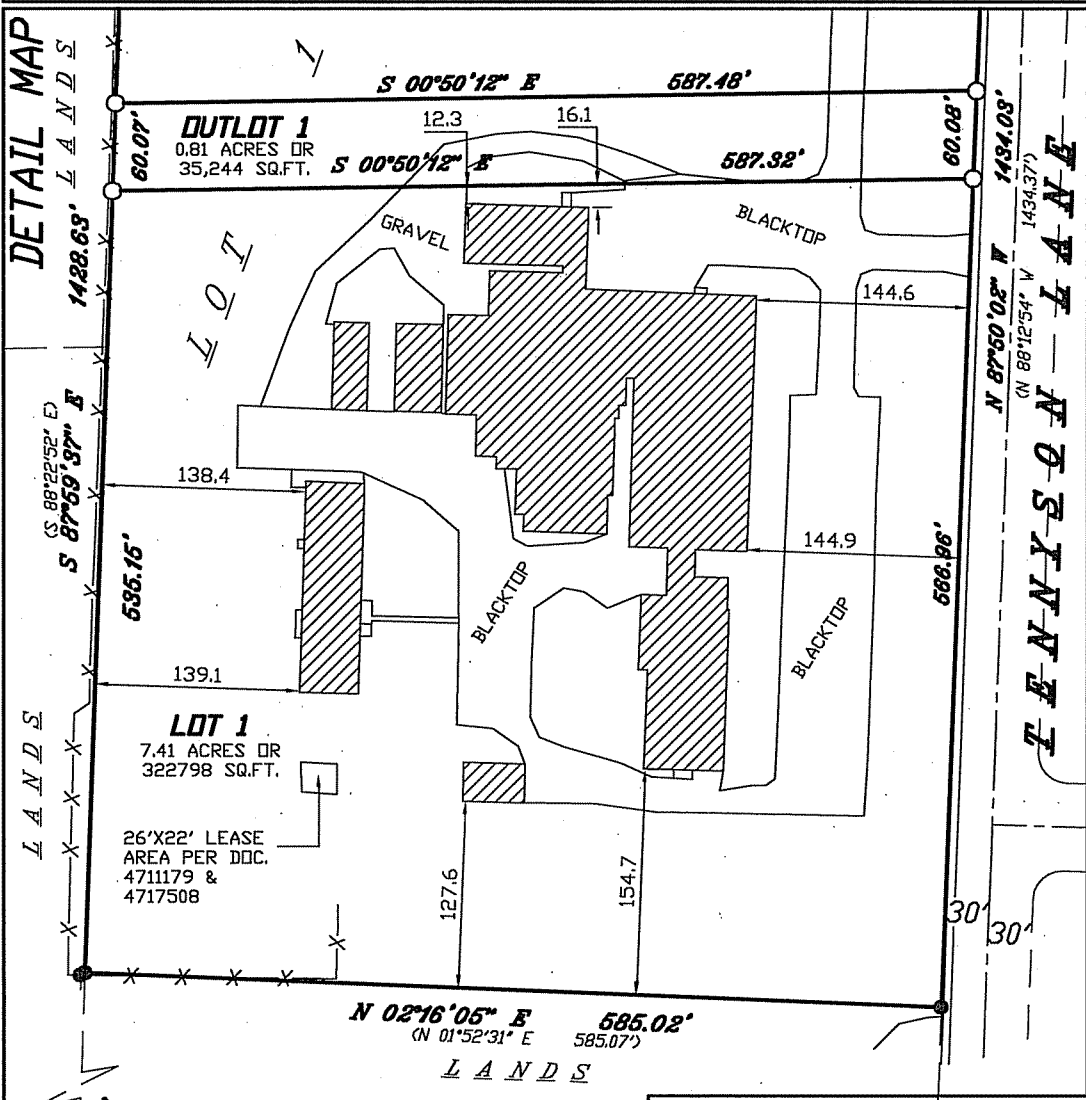 DETAIL MAP
LANDS
1
S 00°50'12" E 587.48'
60.07'
OUTLOT 1
0.81 ACRES OR
35,244 SQ.FT.
12.3
16.1
60.08'
S 00°50'12" E 587.32'
1428.63'
LOT
GRAVEL
BLACKTOP
1434.03'
1434.37')
N 87°50'02" W
(N 88°12'54" W
TENNYSON LANE
144.6
(S 88°22'52" E)
S 87°59'37" E
138.4
535.15'
144.9
566.96'
BLACKTOP
BLACKTOP
139.1
LOT 1
7.41 ACRES OR
322798 SQ.FT.
LANDS
26'X22' LEASE
AREA PER DOC.
4711179 &
4717508
127.6
154.7
30'
30'
N 02°16'05" E 585.02'
(N 01°52'31" E 585.07')
LANDS